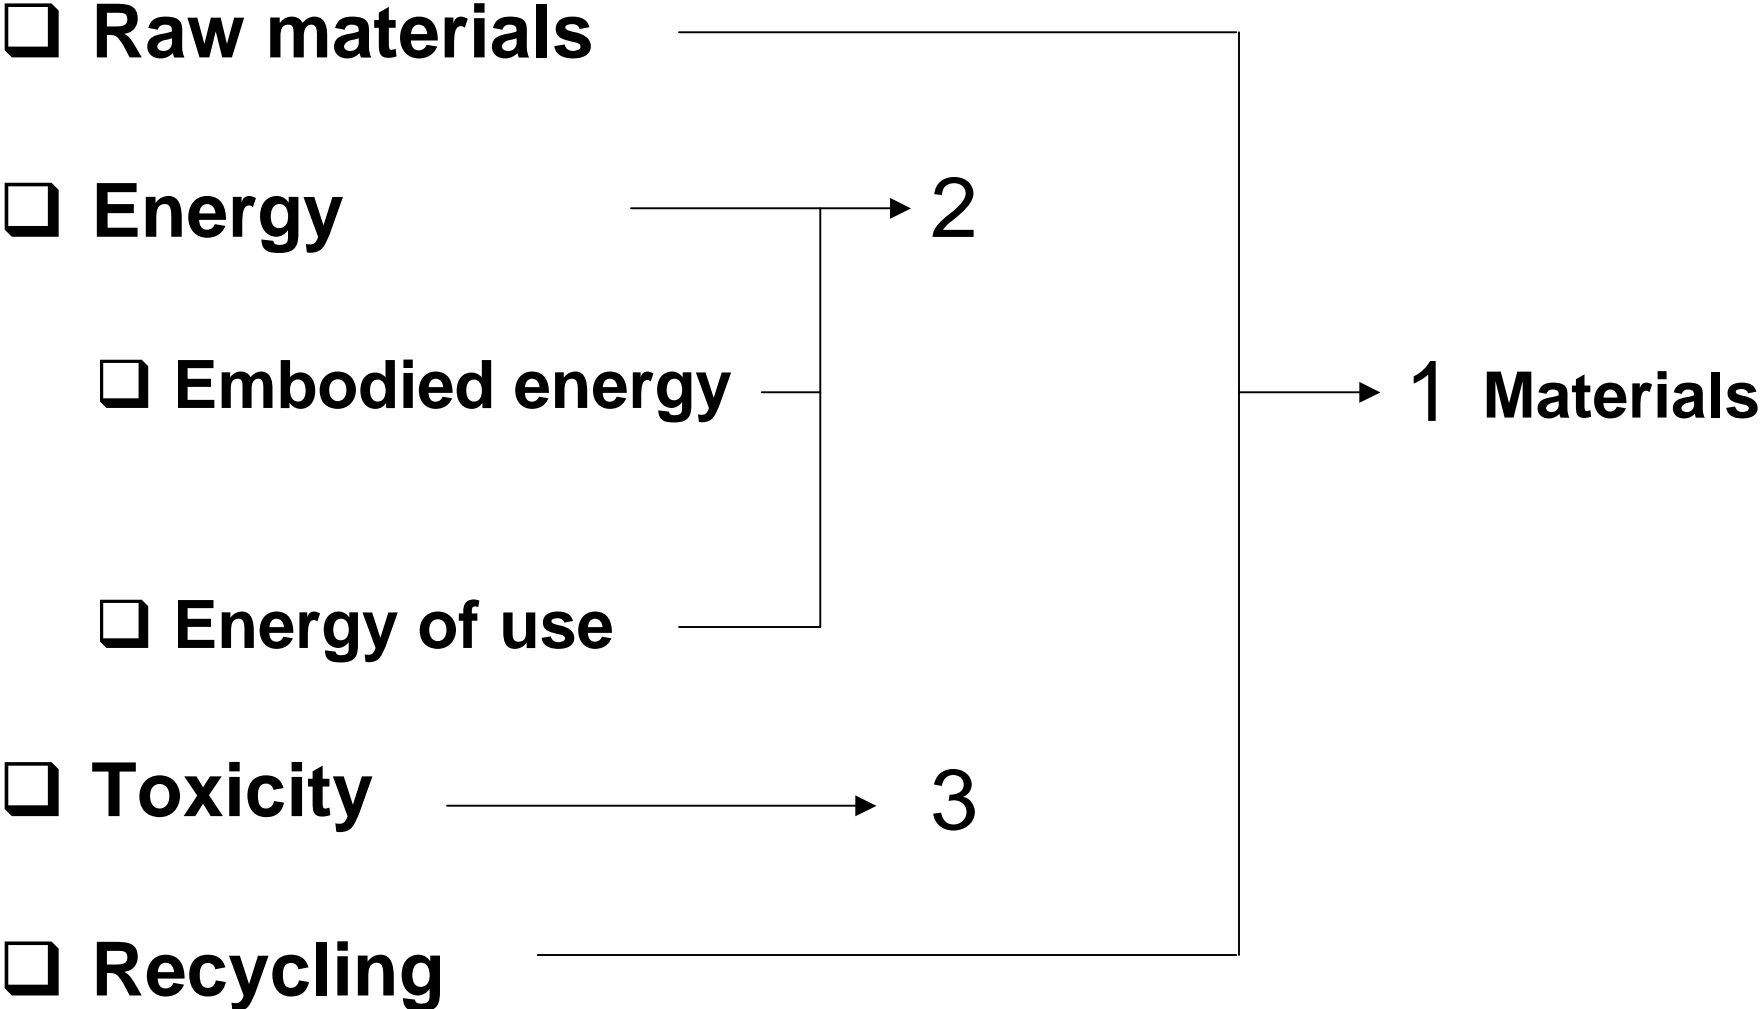 ❑ Raw materials
❑ Energy 2
❑ Embodied energy
1 Materials
❑ Energy of use
❑ Toxicity 3
❑ Recycling